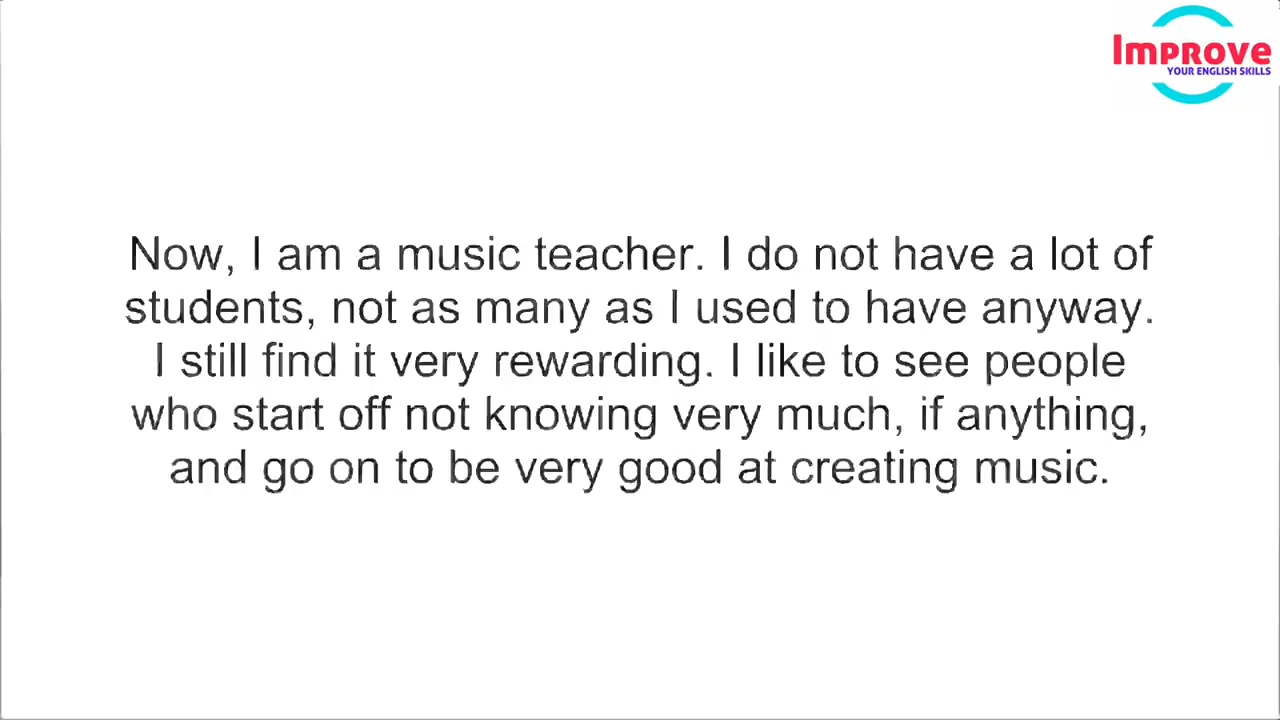 Improve
YOUR ENGLISH SKILLS
Now, I am a music teacher. I do not have a lot of
students, not as many as I used to have anyway.
I still find it very rewarding. I like to see people
who start off not knowing very much, if anything,
and go on to be very good at creating music.